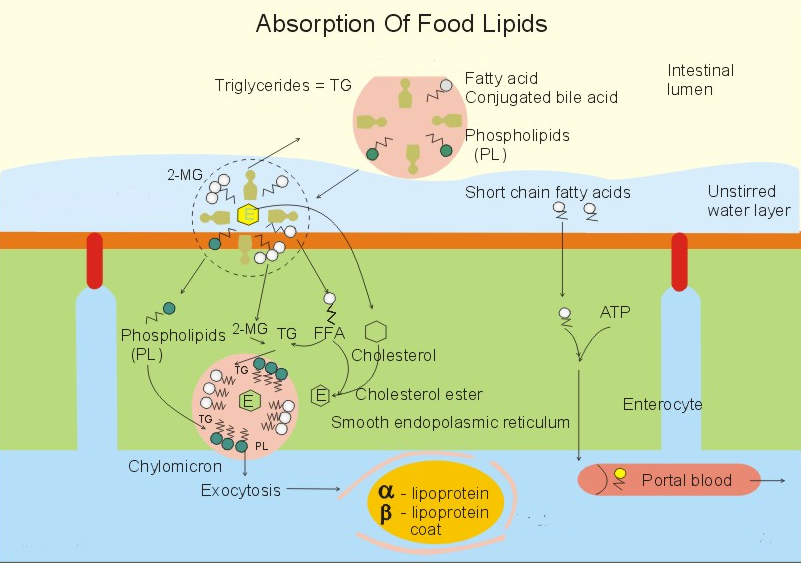 Absorption Of Food Lipids
Triglycerides = TG
Fatty acid
Conjugated bile acid
Phospholipids
(PL)
Intestinal
lumen
2-MG
Short chain fatty acids
Unstirred
water layer
E
Phospholipids
(PL)
2-MG
TG
FFA
Cholesterol
ATP
TG
E
TG
PL
E
Cholesterol ester
Smooth endopolasmic reticulum
Enterocyte
Chylomicron
Exocytosis
α - lipoprotein
β - lipoprotein
coat
Portal blood